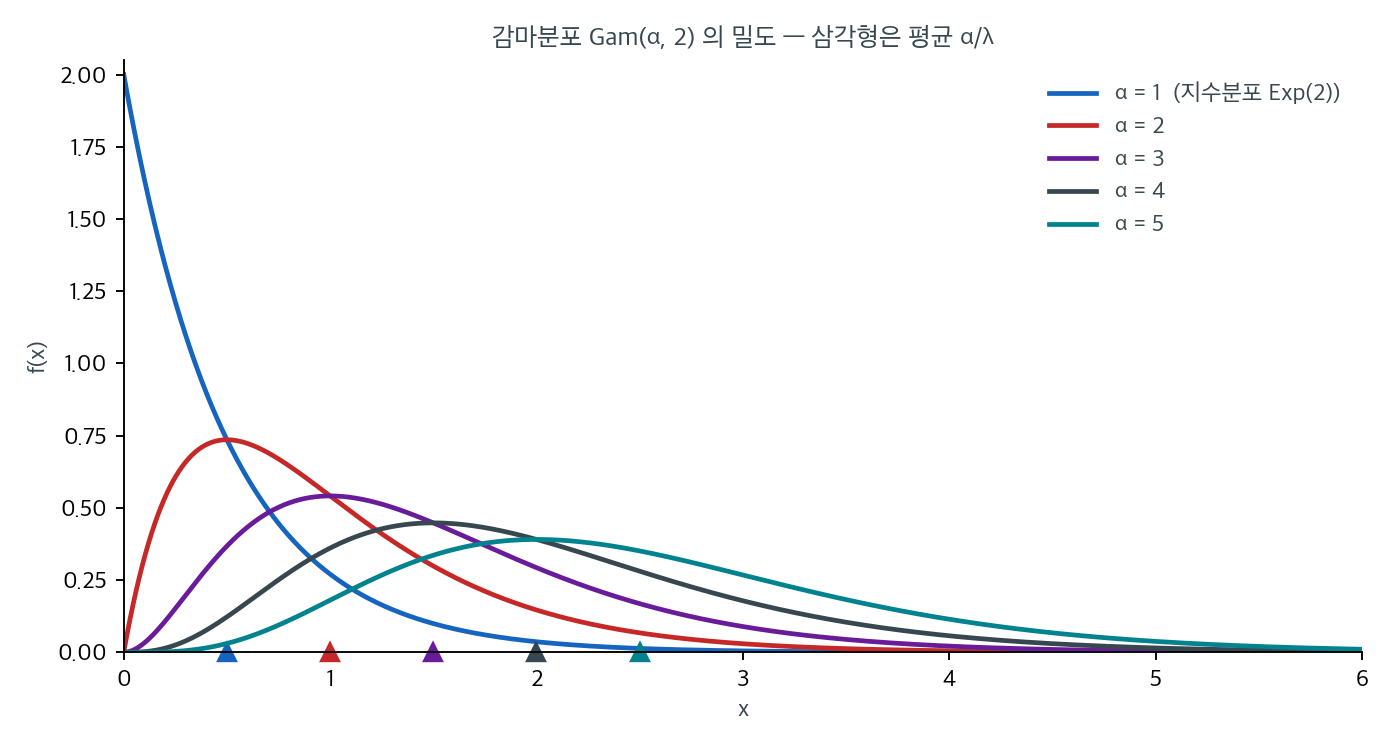 감마분포 Gam(α, 2) 의 밀도 — 삼각형은 평균 α/λ
α = 1 (지수분포 Exp(2))
α = 2
α = 3
α = 4
α = 5
f(x)
2.00
1.75
1.50
1.25
1.00
0.75
0.50
0.25
0.00
0 1 2 3 4 5 6
x